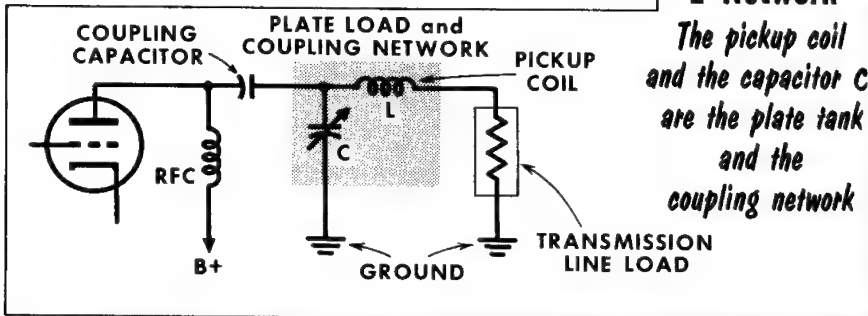 PLATE LOAD and
COUPLING NETWORK
COUPLING
CAPACITOR
PICKUP
COIL
L
C
RFC
B+
GROUND
TRANSMISSION
LINE LOAD
The pickup coil
and the capacitor C
are the plate tank
and the
coupling network